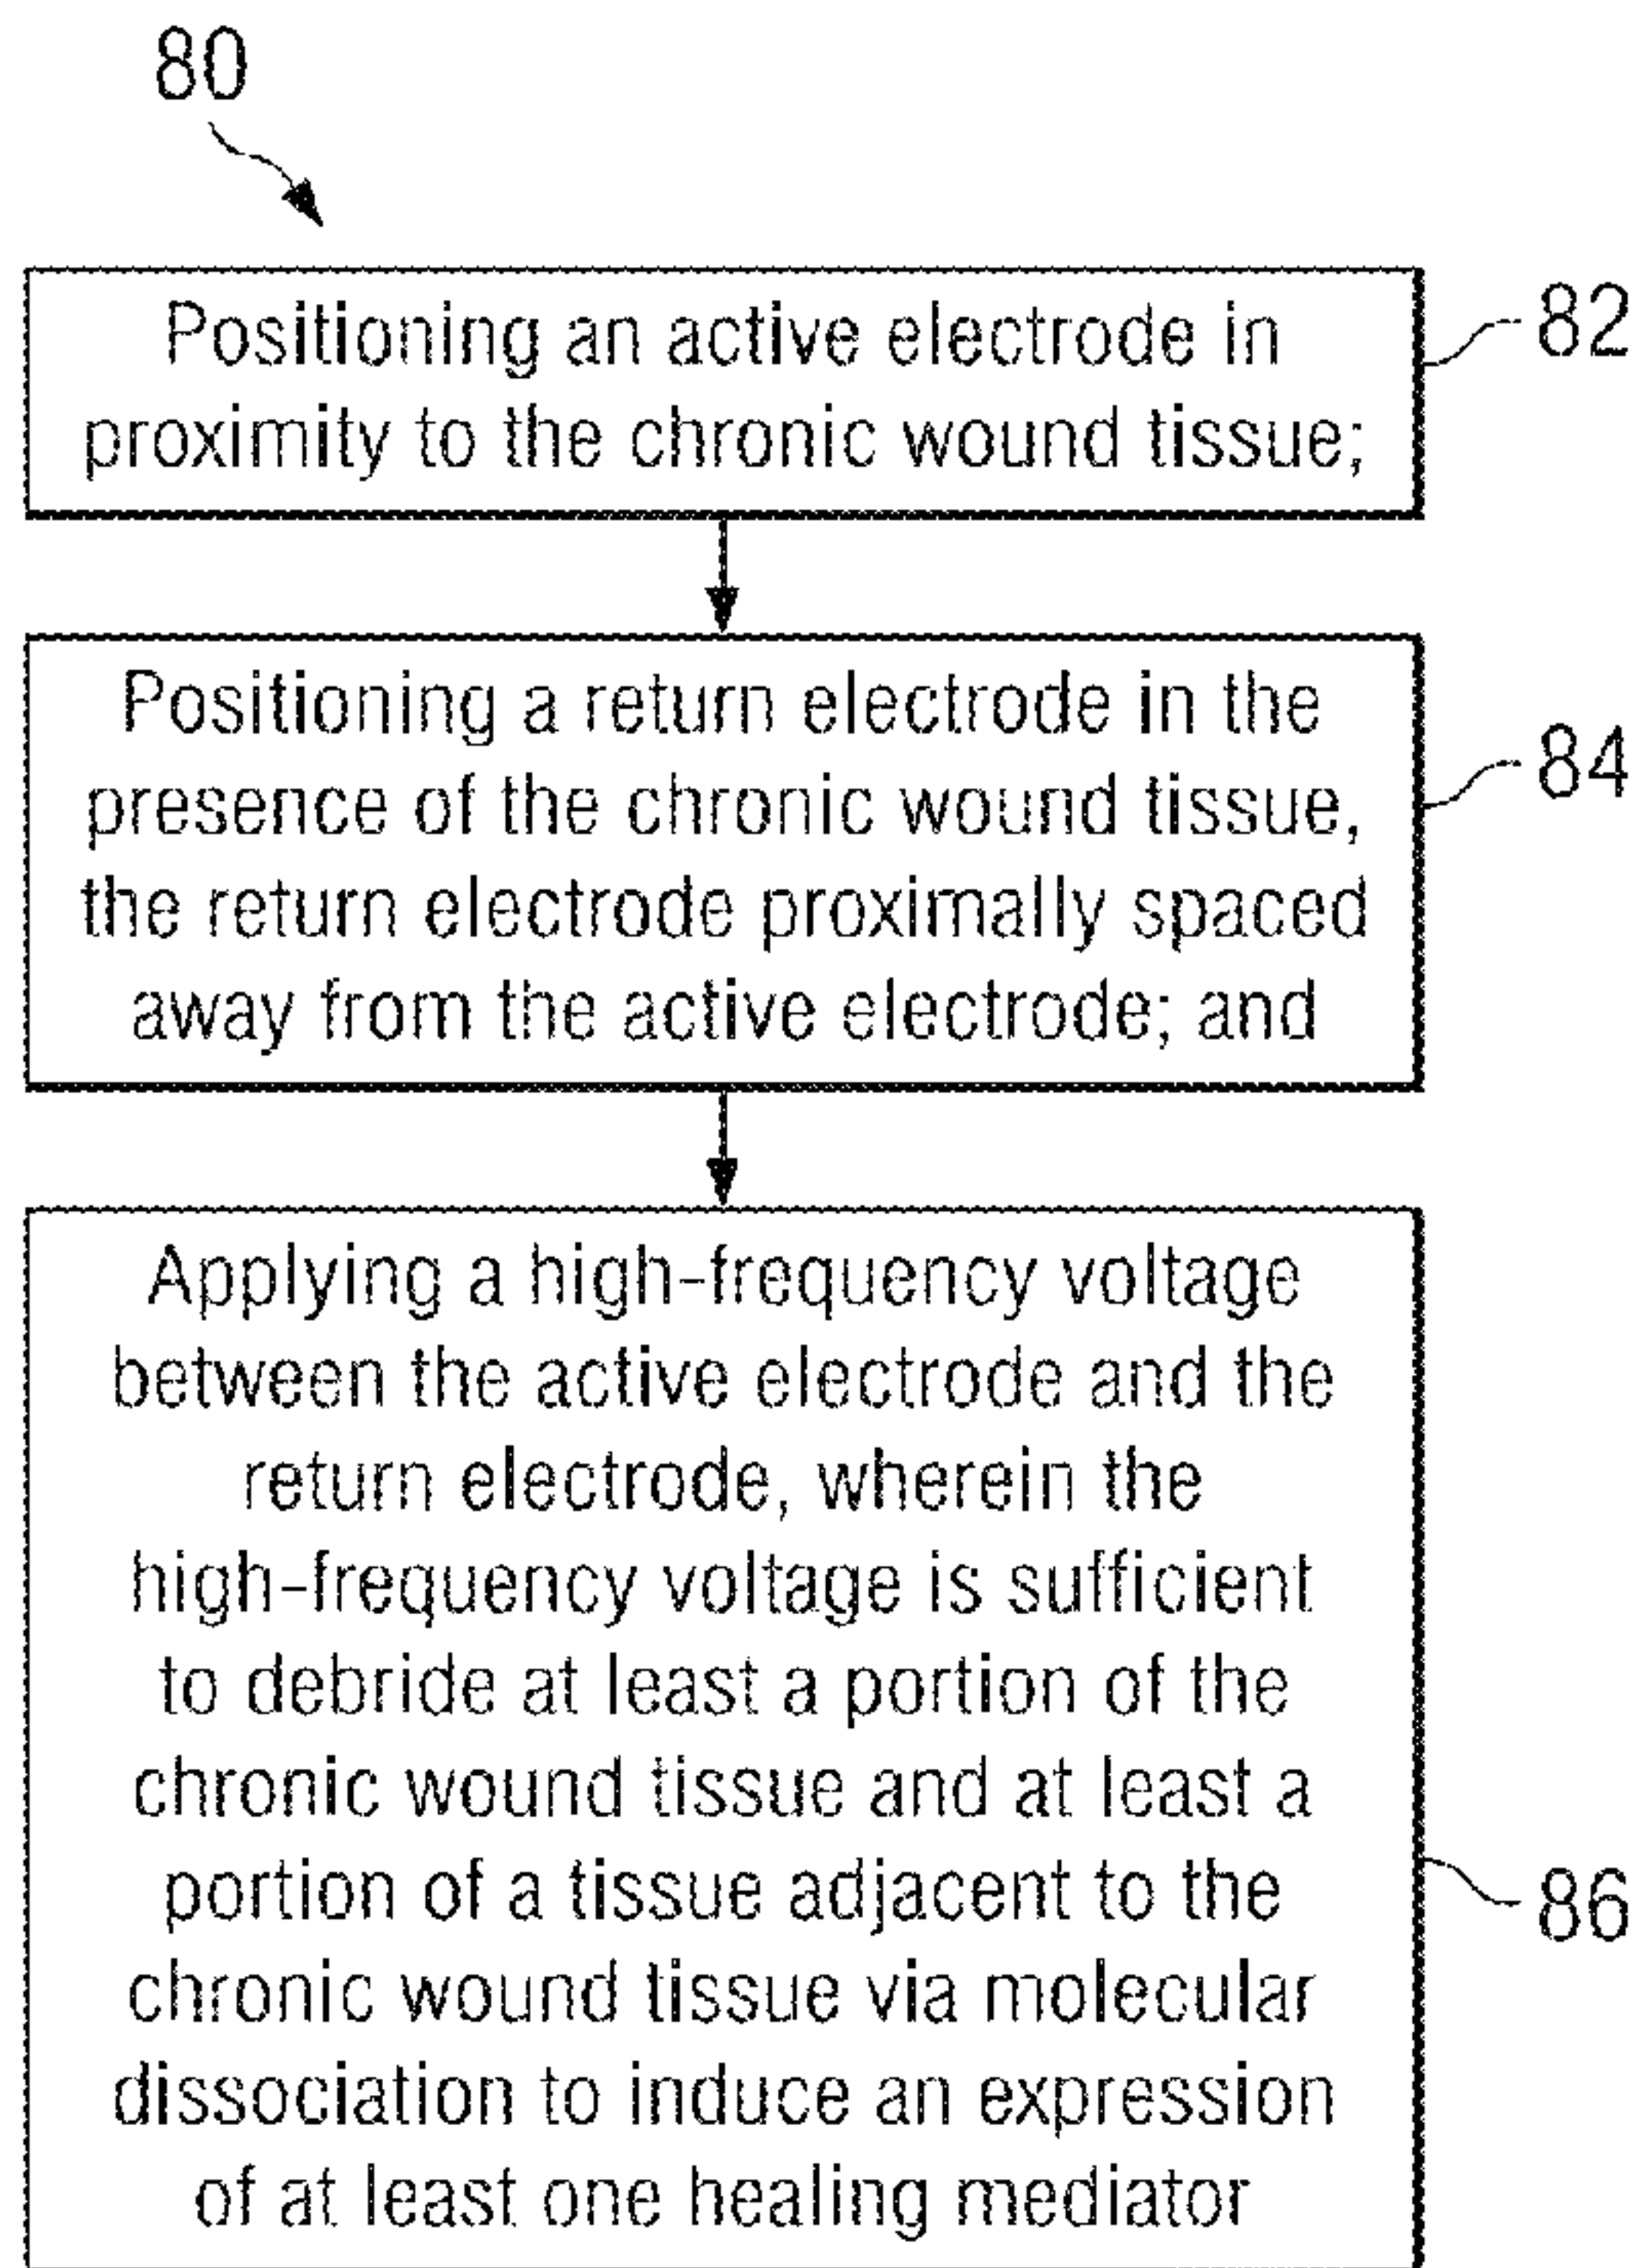 80
Positioning an active electrode in
proximity to the chronic wound tissue;
82
Positioning a return electrode in the
presence of the chronic wound tissue,
the return electrode proximally spaced
away from the active electrode; and
84
Applying a high-frequency voltage
between the active electrode and the
return electrode, wherein the
high-frequency voltage is sufficient
to debride at least a portion of the
chronic wound tissue and at least a
portion of a tissue adjacent to the
chronic wound tissue via molecular
dissociation to induce an expression
of at least one healing mediator
86